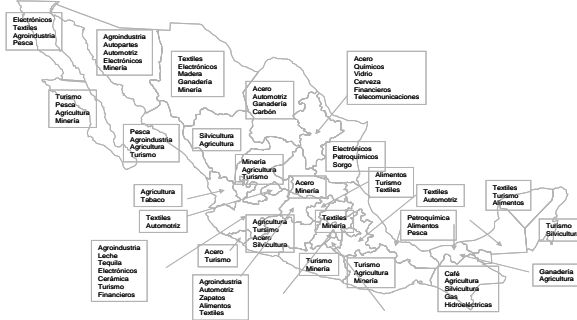 Electrónicos
Textiles
Agroindustria
Pesca
Agroindustria
Autopartes
Automotriz
Electrónicos
Minería
Textiles
Electrónicos
Madera
Ganadería
Minería
Acero
Automotriz
Ganadería
Carbón
Acero
Químicos
Vidrio
Cerveza
Financieros
Telecomunicaciones
Turismo
Pesca
Agricultura
Minería
Pesca
Agroindustria
Agricultura
Turismo
Silvicultura
Agricultura
Electrónicos
Petroquímicos
Sorgo
Minería
Agricultura
Turismo
Alimentos
Turismo
Textiles
Acero
Minería
Agricultura
Tabaco
Textiles
Automotriz
Textiles
Turismo
Alimentos
Textiles
Automotriz
Agricultura
Turismo
Acero
Silvicultura
Textiles
Minería
Petroquímica
Alimentos
Pesca
Turismo
Silvicultura
Agroindustria
Leche
Tequila
Electrónicos
Cerámica
Turismo
Financieros
Acero
Turismo
Turismo
Minería
Turismo
Agricultura
Minería
Café
Agricultura
Silvicultura
Gas
Hidroeléctricas
Ganadería
Agricultura
Agroindustria
Automotriz
Zapatos
Alimentos
Textiles